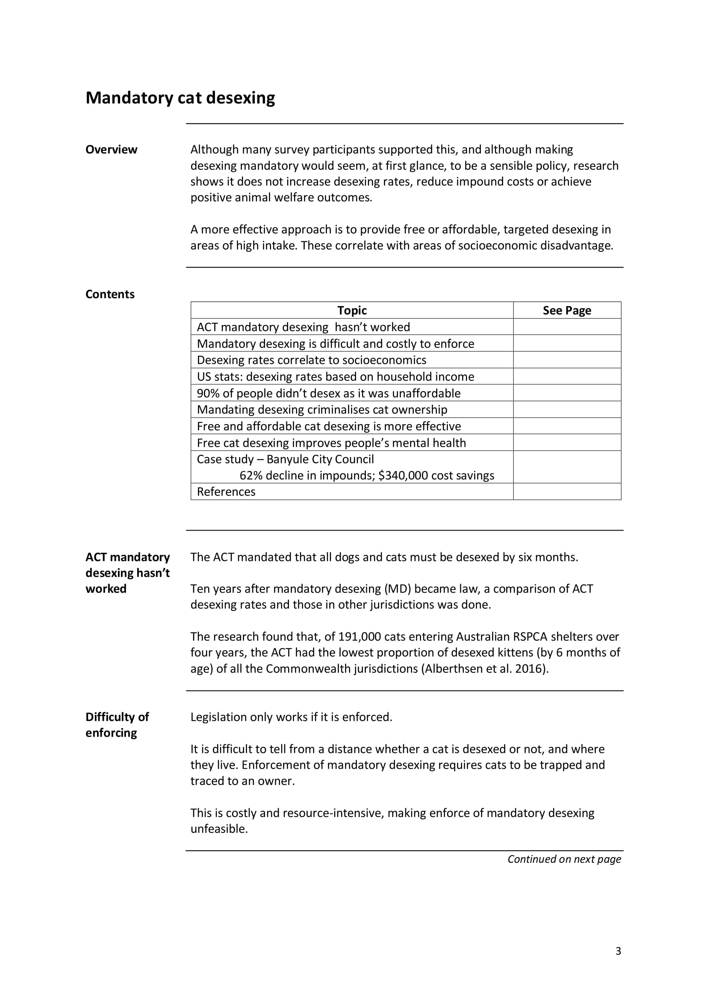 Mandatory cat desexing
Overview
Although many survey participants supported this, and although making
desexing mandatory would seem, at first glance, to be a sensible policy, research
shows it does not increase desexing rates, reduce impound costs or achieve
positive animal welfare outcomes.
A more effective approach is to provide free or affordable, targeted desexing in
areas of high intake. These correlate with areas of socioeconomic disadvantage.
Contents
Topic See Page
ACT mandatory desexing  hasn’t worked
Mandatory desexing is difficult and costly to enforce
Desexing rates correlate to socioeconomics
US stats: desexing rates based on household income
90% of people didn’t desex as it was unaffordable
Mandating desexing criminalises cat ownership
Free and affordable cat desexing is more effective
Free cat desexing improves people’s mental health
Case study – Banyule City Council
62% decline in impounds; $340,000 cost savings
References
ACT mandatory
desexing hasn’t
worked
The ACT mandated that all dogs and cats must be desexed by six months.
Ten years after mandatory desexing (MD) became law, a comparison of ACT
desexing rates and those in other jurisdictions was done.
The research found that, of 191,000 cats entering Australian RSPCA shelters over
four years, the ACT had the lowest proportion of desexed kittens (by 6 months of
age) of all the Commonwealth jurisdictions (Alberthsen et al. 2016).
Difficulty of
enforcing
Legislation only works if it is enforced.
It is difficult to tell from a distance whether a cat is desexed or not, and where
they live. Enforcement of mandatory desexing requires cats to be trapped and
traced to an owner.
This is costly and resource-intensive, making enforce of mandatory desexing
unfeasible.
Continued on next page
3